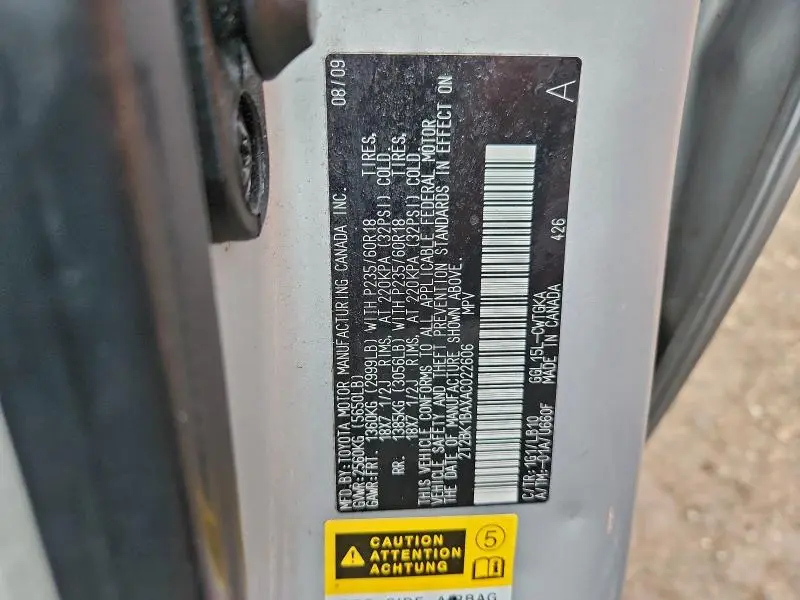 MFD.BY:TOYOTA MOTOR MANUFACTURING CANADA INC. 08/09
GVWR:2560KG (5650LB)
GAWR:FRT. 1360KG (2999LB) WITH P235/60R18 TIRES,
18X7 1/2J RIMS, AT 220KPA (32PSI) COLD.
RR. 1385KG (3056LB) WITH P235/60R18 TIRES,
18X7 1/2J RIMS, AT 220KPA (32PSI) COLD.
THIS VEHICLE CONFORMS TO ALL APPLICABLE FEDERAL MOTOR
VEHICLE SAFETY AND THEFT PREVENTION STANDARDS IN EFFECT ON
THE DATE OF MANUFACTURE SHOWN ABOVE.
2T2BK1BAXAC022606 MPV
426
C/TR:1G1/LB10 GGL15L-CWTGKA
A/TM:-01A/U660F MADE IN CANADA
A
CAUTION
ATTENTION
ACHTUNG
5
SIDE AIRBAG